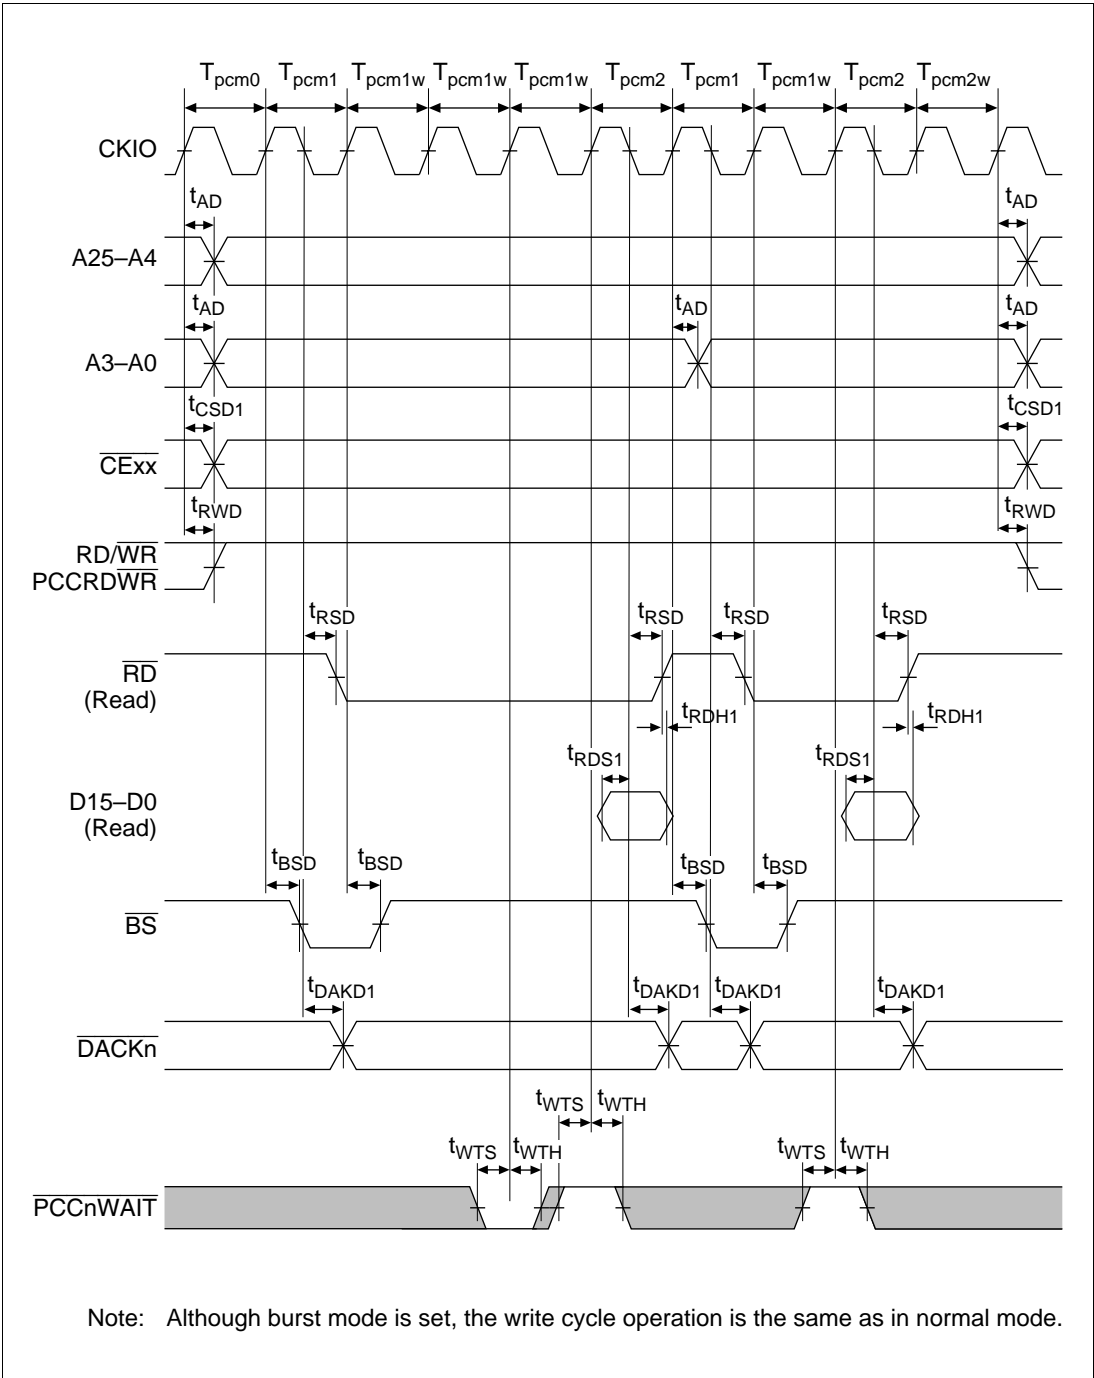 Tpcm0 Tpcm1 Tpcm1w Tpcm1w Tpcm1w Tpcm2 Tpcm1 Tpcm1w Tpcm2 Tpcm2w
CKIO
tAD tAD
A25–A4
tAD tAD tAD
A3–A0
tCSD1 tCSD1
CExx
tRWD tRWD
RD/WR
PCCRDWR
tRSD tRSD tRSD tRSD
RD
(Read)
tRDH1 tRDH1
tRDS1 tRDS1
D15–D0
(Read)
tBSD tBSD tBSD tBSD
BS
tDAKD1 tDAKD1 tDAKD1 tDAKD1
DACKn
tWTS tWTH
tWTS tWTH tWTS tWTH
PCCnWAIT
Note: Although burst mode is set, the write cycle operation is the same as in normal mode.